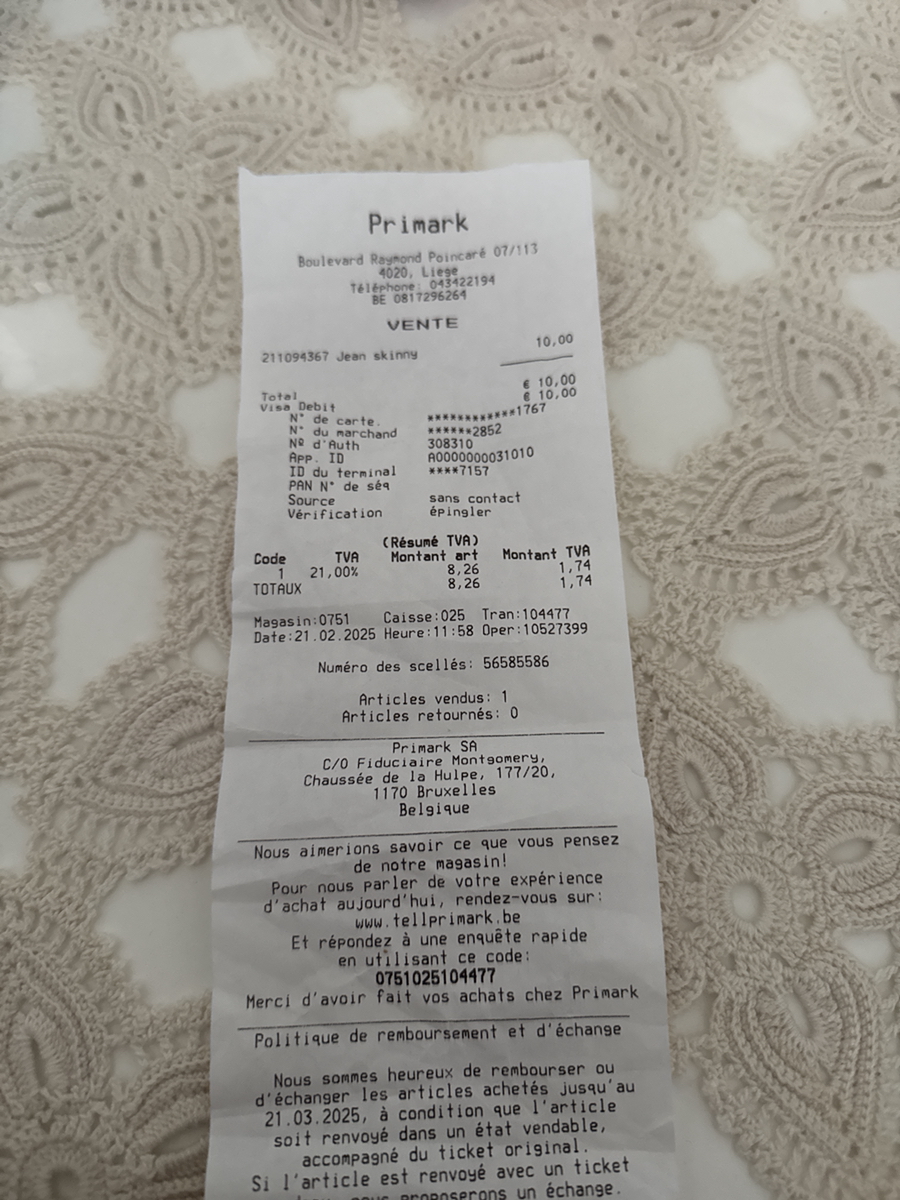 Primark
Boulevard Raymond Poincaré 07/113
4020, Liege
Téléphone: 043422194
BE 0817296264
VENTE
211094367 Jean skinny 10,00
Total € 10,00
Visa Debit € 10,00
N° de carte. ************1767
N° du marchand ******2852
Nº d'Auth 308310
App. ID A0000000031010
ID du terminal ****7157
PAN N° de séq
Source sans contact
Vérification épingler
(Résumé TVA)
Code TVA Montant art Montant TVA
1 21,00% 8,26 1,74
TOTAUX 8,26 1,74
Magasin:0751 Caisse:025 Tran:104477
Date:21.02.2025 Heure:11:58 Oper:10527399
Numéro des scellés: 56585586
Articles vendus: 1
Articles retournés: 0
Primark SA
C/O Fiduciaire Montgomery,
Chaussée de la Hulpe, 177/20,
1170 Bruxelles
Belgique
Nous aimerions savoir ce que vous pensez
de notre magasin!
Pour nous parler de votre expérience
d'achat aujourd'hui, rendez-vous sur:
www.tellprimark.be
Et répondez à une enquête rapide
en utilisant ce code:
0751025104477
Merci d'avoir fait vos achats chez Primark
Politique de remboursement et d'échange
Nous sommes heureux de rembourser ou
d'échanger les articles achetés jusqu'au
21.03.2025, à condition que l'article
soit renvoyé dans un état vendable,
accompagné du ticket original.
Si l'article est renvoyé avec un ticket
nous proposerons un échange.